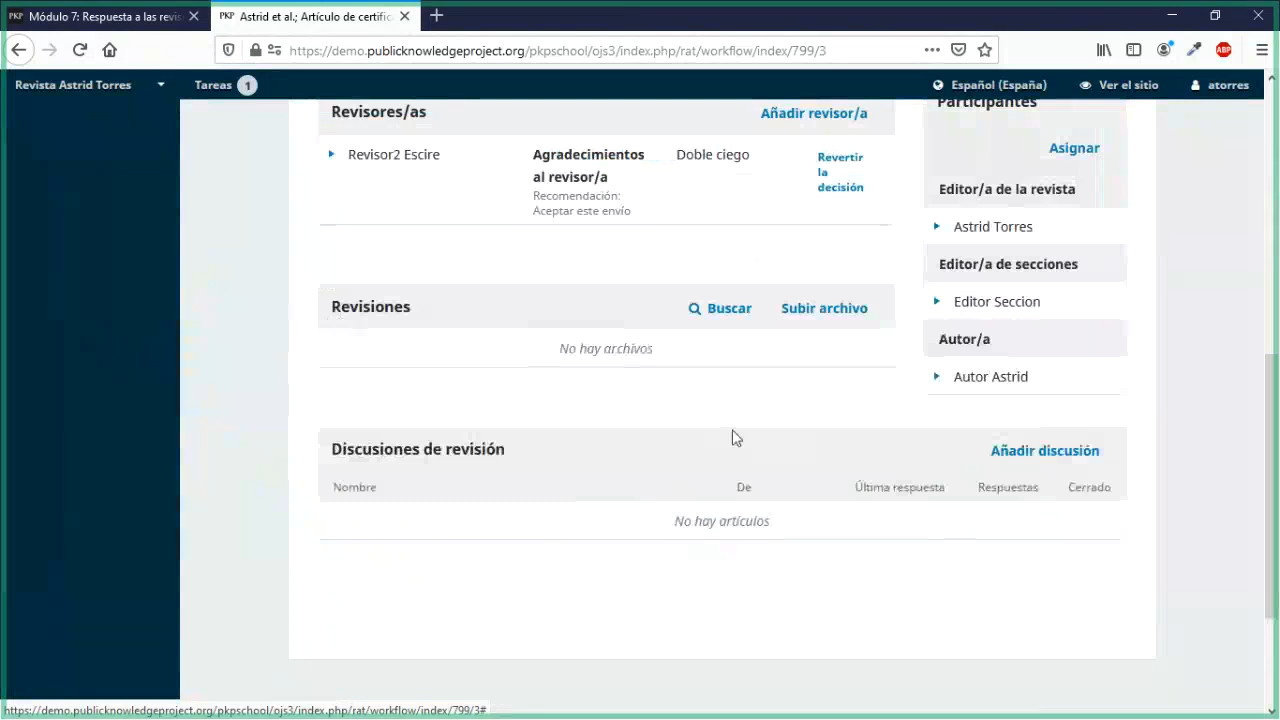 PKP Módulo 7: Respuesta a las revis
PKP Astrid et al.; Artículo de certific
https://demo.publicknowledgeproject.org/pkpschool/ojs3/index.php/rat/workflow/index/799/3
ABP
Revista Astrid Torres
Tareas 1
Español (España)
Ver el sitio
atorres
Revisores/as
Añadir revisor/a
Revisor2 Escire
Agradecimientos
al revisor/a
Recomendación:
Aceptar este envío
Doble ciego
Revertir
la
decisión
Participantes
Asignar
Editor/a de la revista
Astrid Torres
Editor/a de secciones
Editor Seccion
Autor/a
Autor Astrid
Revisiones
Buscar
Subir archivo
No hay archivos
Discusiones de revisión
Añadir discusión
Nombre
De
Última respuesta
Respuestas
Cerrado
No hay artículos
https://demo.publicknowledgeproject.org/pkpschool/ojs3/index.php/rat/workflow/index/799/3#